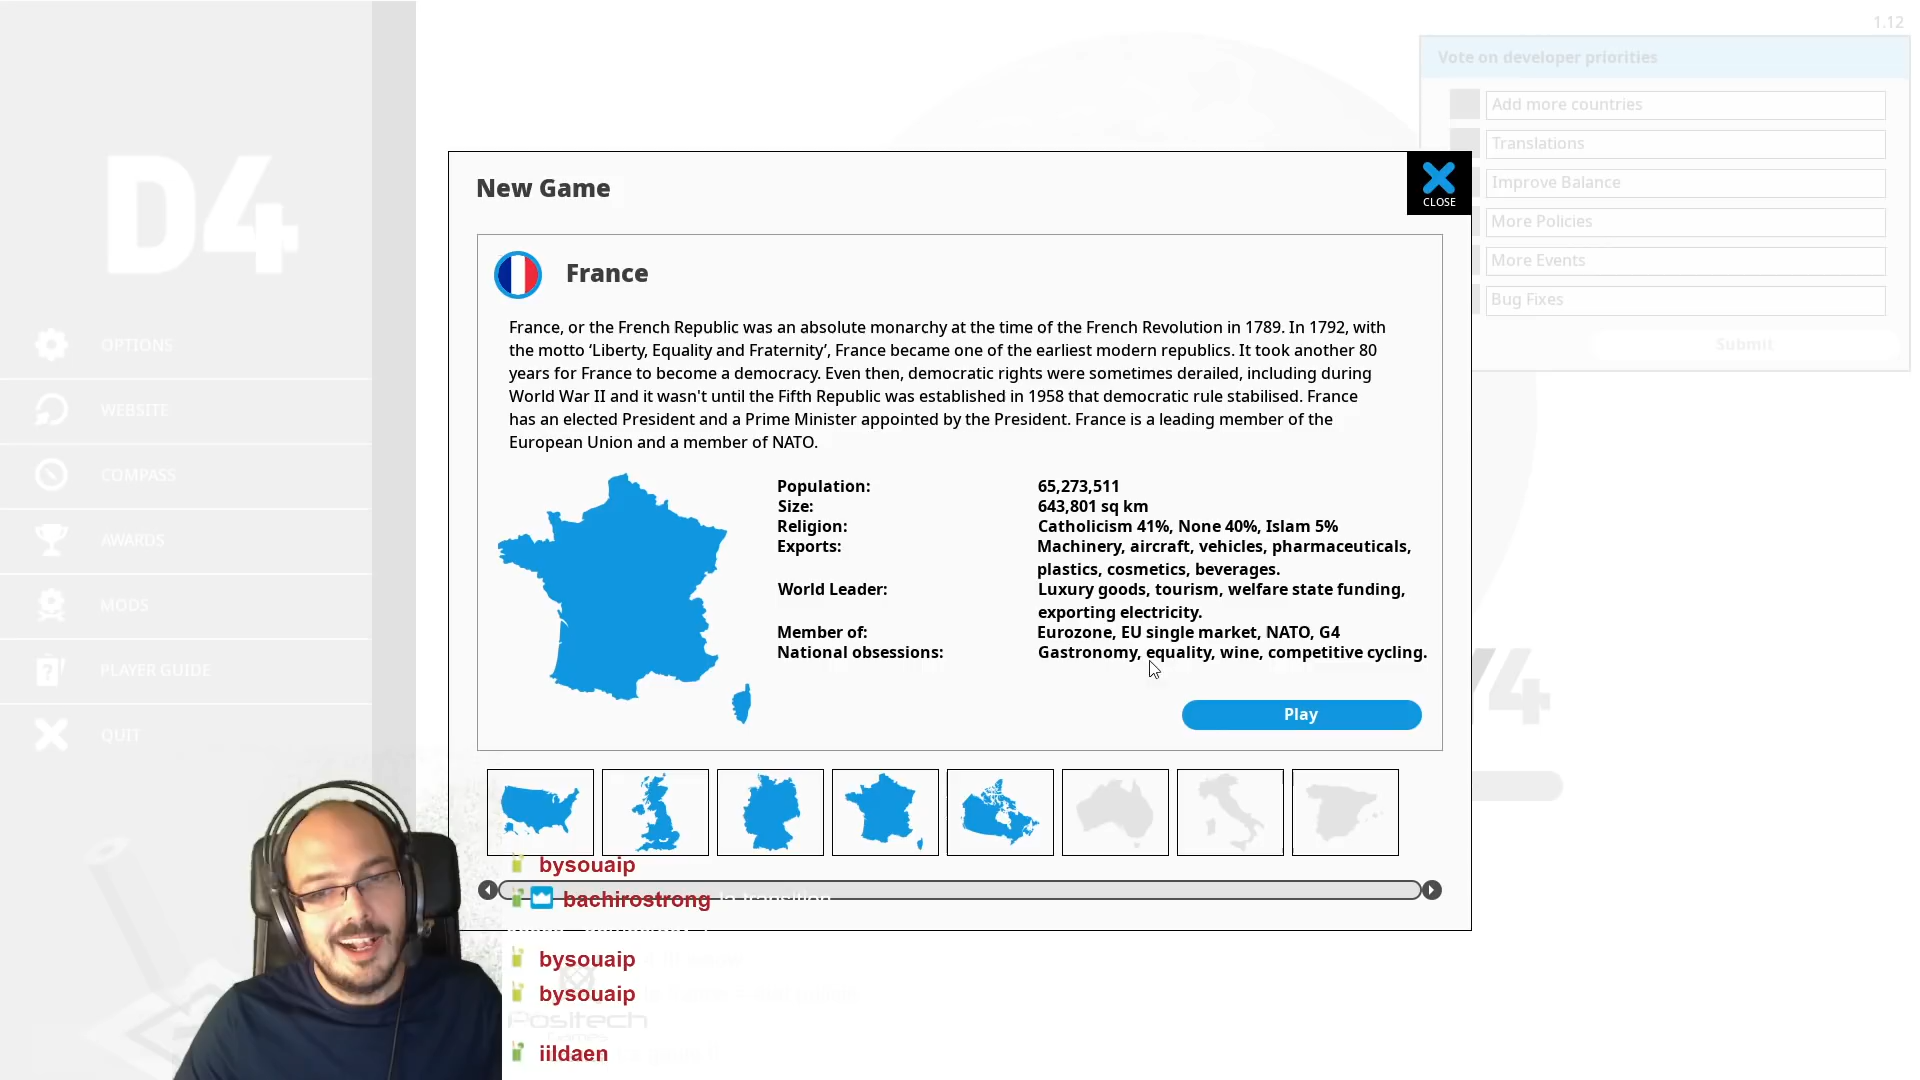 1.12
Vote on developer priorities
Add more countries
Translations
Improve Balance
More Policies
More Events
Bug Fixes
Submit
D4
OPTIONS
WEBSITE
COMPASS
AWARDS
MODS
PLAYER GUIDE
QUIT
New Game
CLOSE
France
France, or the French Republic was an absolute monarchy at the time of the French Revolution in 1789. In 1792, with
the motto ‘Liberty, Equality and Fraternity’, France became one of the earliest modern republics. It took another 80
years for France to become a democracy. Even then, democratic rights were sometimes derailed, including during
World War II and it wasn't until the Fifth Republic was established in 1958 that democratic rule stabilised. France
has an elected President and a Prime Minister appointed by the President. France is a leading member of the
European Union and a member of NATO.
Population: 65,273,511
Size: 643,801 sq km
Religion: Catholicism 41%, None 40%, Islam 5%
Exports: Machinery, aircraft, vehicles, pharmaceuticals,
plastics, cosmetics, beverages.
World Leader: Luxury goods, tourism, welfare state funding,
exporting electricity.
Member of: Eurozone, EU single market, NATO, G4
National obsessions: Gastronomy, equality, wine, competitive cycling.
Play
bysouaip
bachirostrong la transition
bysouaip
bysouaip
Positech
iildaen